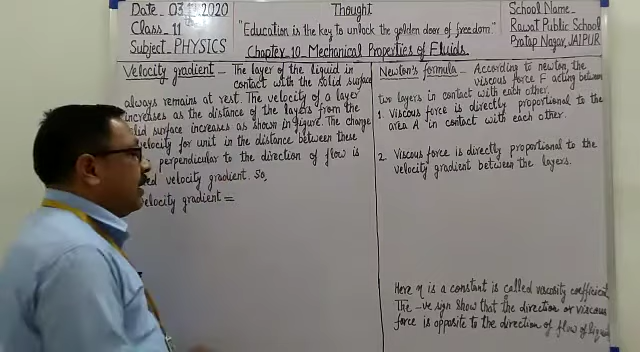 Date - 03.12.2020
Class - 11
Subject - PHYSICS
Thought
"Education is the key to unlock the golden door of freedom."
Chapter 10 - Mechanical Properties of Fluids
School Name -
Rawat Public School
Pratap Nagar, JAIPUR
Velocity gradient - The layer of the liquid in
contact with the solid surface
always remains at rest. The velocity of a layer
increases as the distance of the layers from the
solid surface increases as shown in figure. The change
velocity for unit in the distance between these
perpendicular to the direction of flow is
velocity gradient. So,
velocity gradient =
Newton's formula - According to newton, the
viscous force F acting between
two layers in contact with each other.
1. Viscous force is directly proportional to the
area A in contact with each other.
2. Viscous force is directly proportional to the
velocity gradient between the layers.
Here η is a constant is called viscosity coefficient
The -ve sign show that the direction or viscous
force is opposite to the direction of flow of liquid